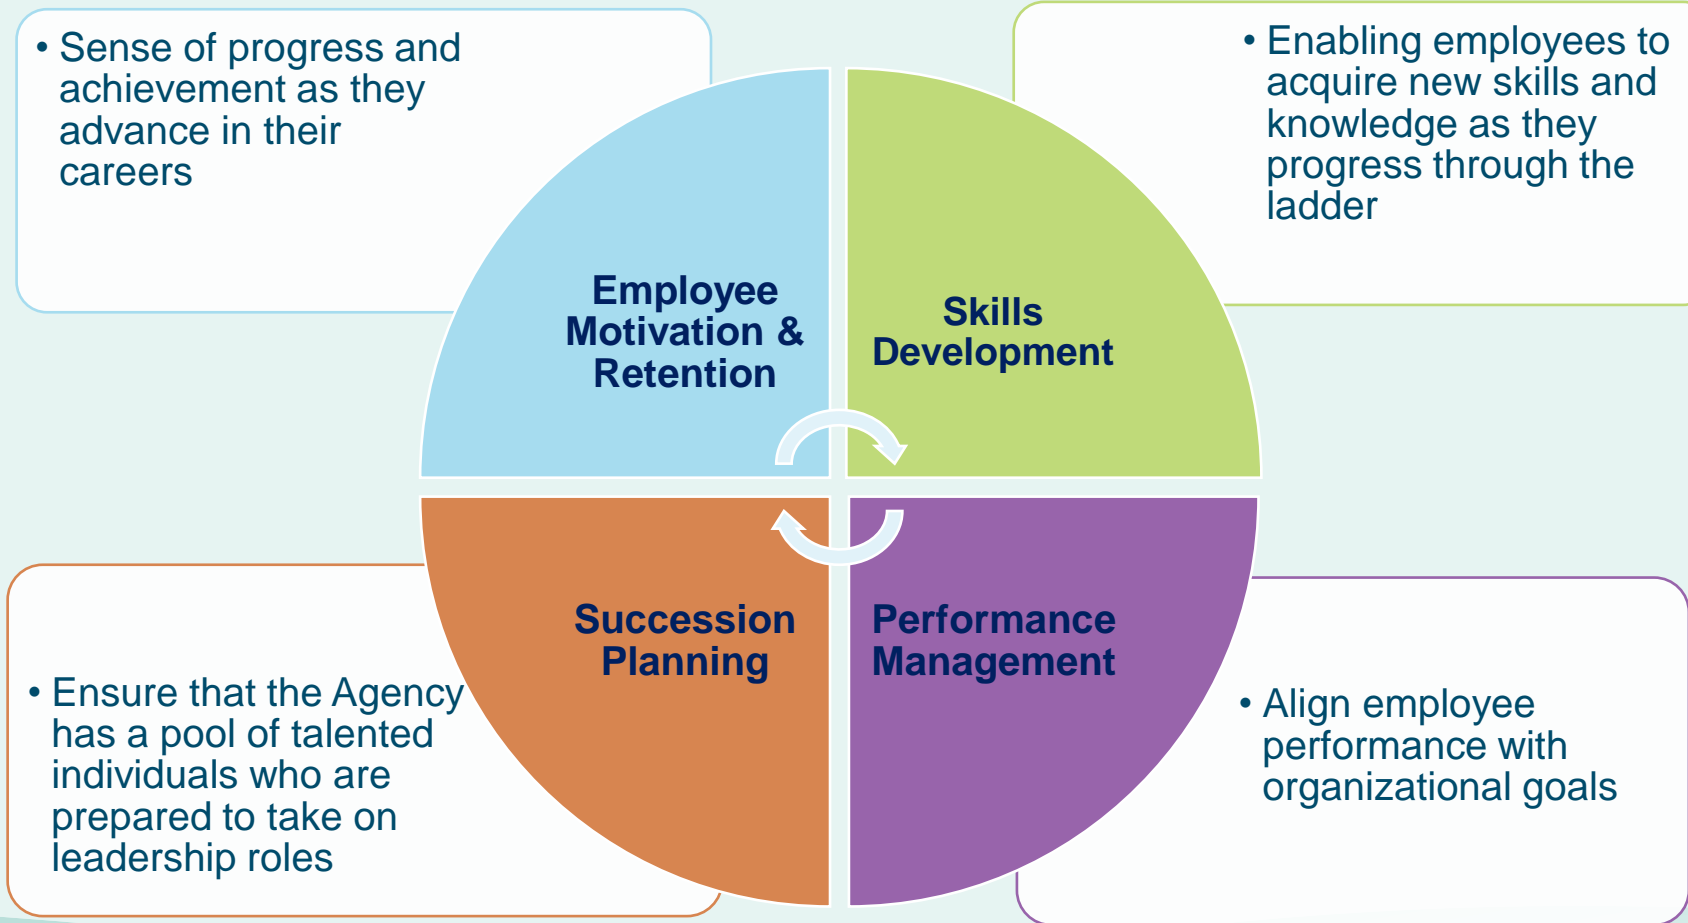 • Sense of progress and
achievement as they
advance in their
careers
• Enabling employees to
acquire new skills and
knowledge as they
progress through the
ladder
Employee
Motivation &
Retention
Skills
Development
Succession
Planning
Performance
Management
• Ensure that the Agency
has a pool of talented
individuals who are
prepared to take on
leadership roles
• Align employee
performance with
organizational goals